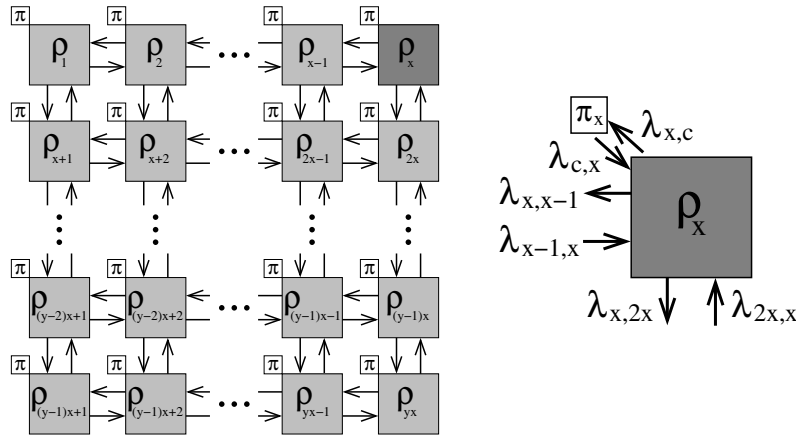 π π π π
ρ₁ ρ₂ ... ρₓ₋₁ ρₓ
π π π π
ρₓ₊₁ ρₓ₊₂ ... ρ₂ₓ₋₁ ρ₂ₓ
π π π π
ρ₍y₋₂₎ₓ₊₁ ρ₍y₋₂₎ₓ₊₂ ... ρ₍y₋₁₎ₓ₋₁ ρ₍y₋₁₎ₓ
π π π π
ρ₍y₋₁₎ₓ₊₁ ρ₍y₋₁₎ₓ₊₂ ... ρyₓ₋₁ ρyₓ
πₓ
λx,c
λc,x
λx,x−1
ρₓ
λx−1,x
λx,2x
λ2x,x